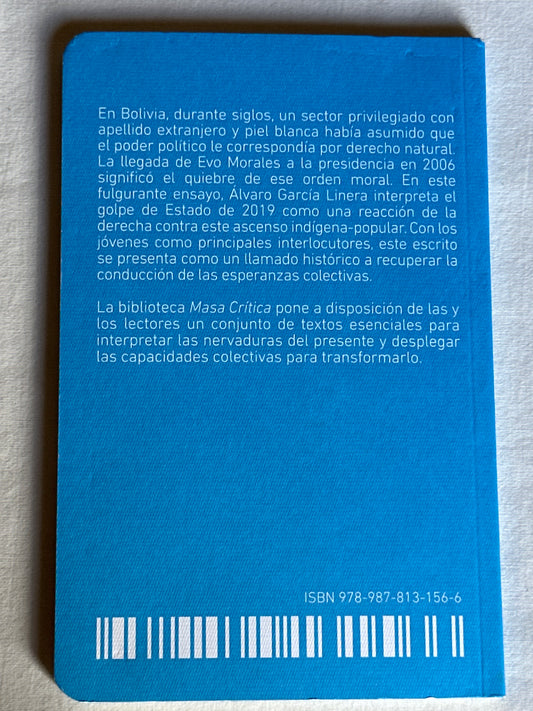 En Bolivia, durante siglos, un sector privilegiado con
apellido extranjero y piel blanca había asumido que
el poder político le correspondía por derecho natural.
La llegada de Evo Morales a la presidencia en 2006
significó el quiebre de ese orden moral. En este
fulgurante ensayo, Álvaro García Linera interpreta el
golpe de Estado de 2019 como una reacción de la
derecha contra este ascenso indígena-popular. Con los
jóvenes como principales interlocutores, este escrito
se presenta como un llamado histórico a recuperar la
conducción de las esperanzas colectivas.
La biblioteca Masa Crítica pone a disposición de las y
los lectores un conjunto de textos esenciales para
interpretar las nervaduras del presente y desplegar
las capacidades colectivas para transformarlo.
ISBN 978-987-813-156-6